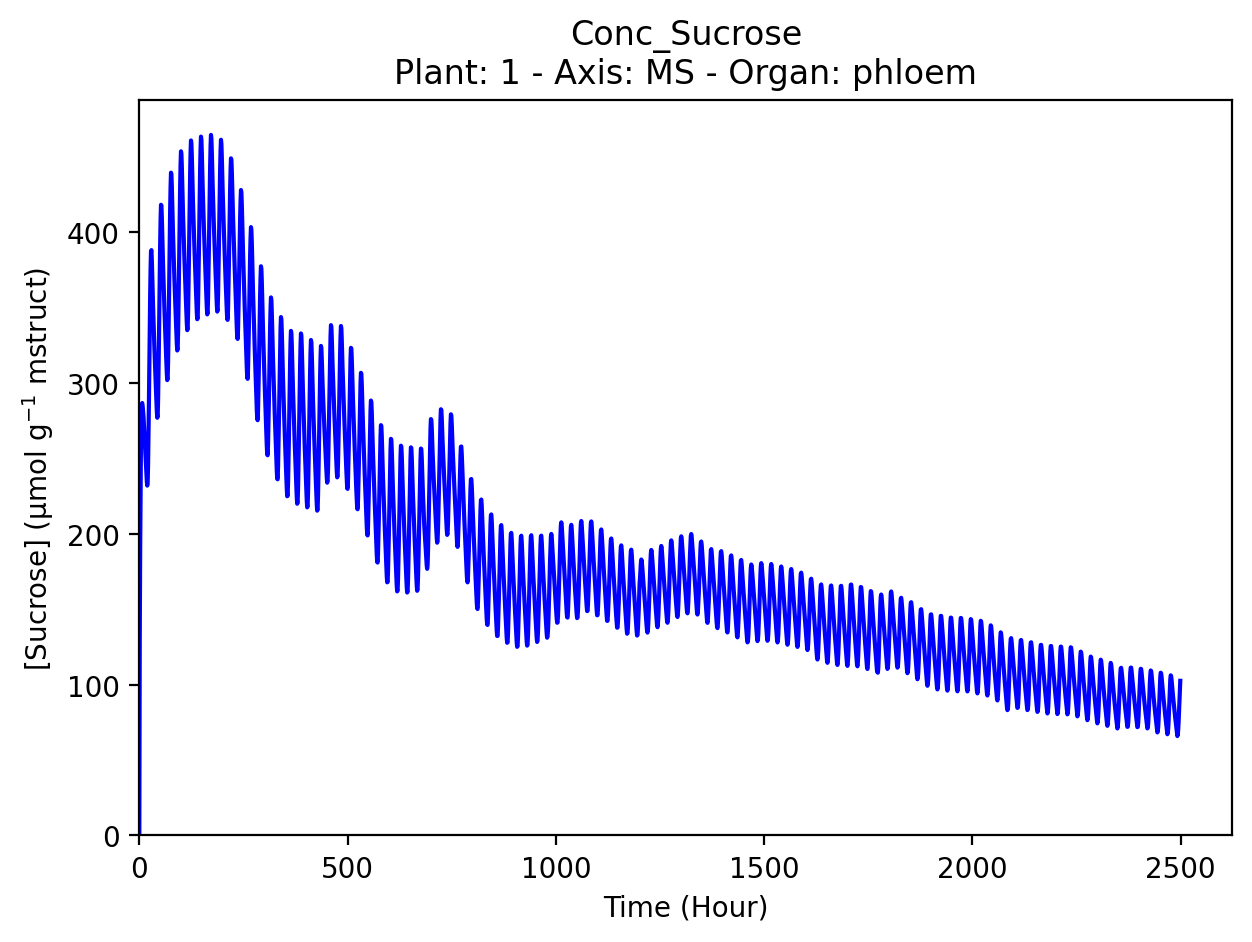 Conc_Sucrose
Plant: 1 - Axis: MS - Organ: phloem
[Sucrose] (µmol g⁻¹ mstruct)
400
300
200
100
0
0 500 1000 1500 2000 2500
Time (Hour)